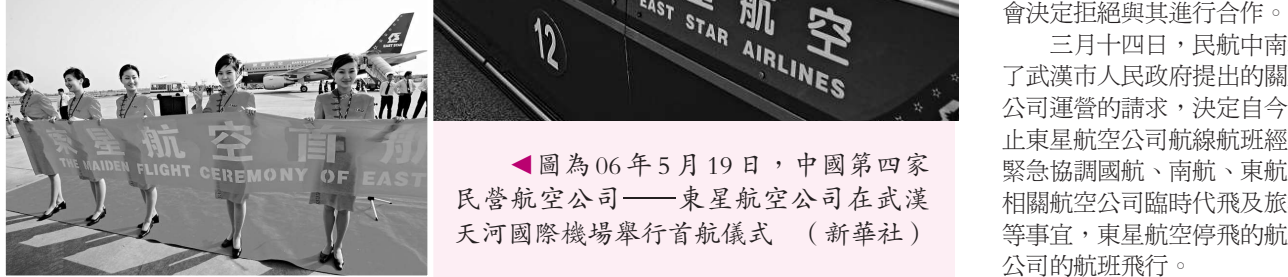 EAST STAR
東星航空首航
THE MAIDEN FLIGHT CEREMONY OF EAST
星航空
EAST STAR AIRLINES
12
◀圖為06年5月19日，中國第四家
民營航空公司——東星航空公司在武漢
天河國際機場舉行首航儀式　（新華社）
會決定拒絕與其進行合作。
三月十四日，民航中南
了武漢市人民政府提出的關
公司運營的請求，決定自今
止東星航空公司航線航班經
緊急協調國航、南航、東航
相關航空公司臨時代飛及旅
等事宜，東星航空停飛的航
公司的航班飛行。